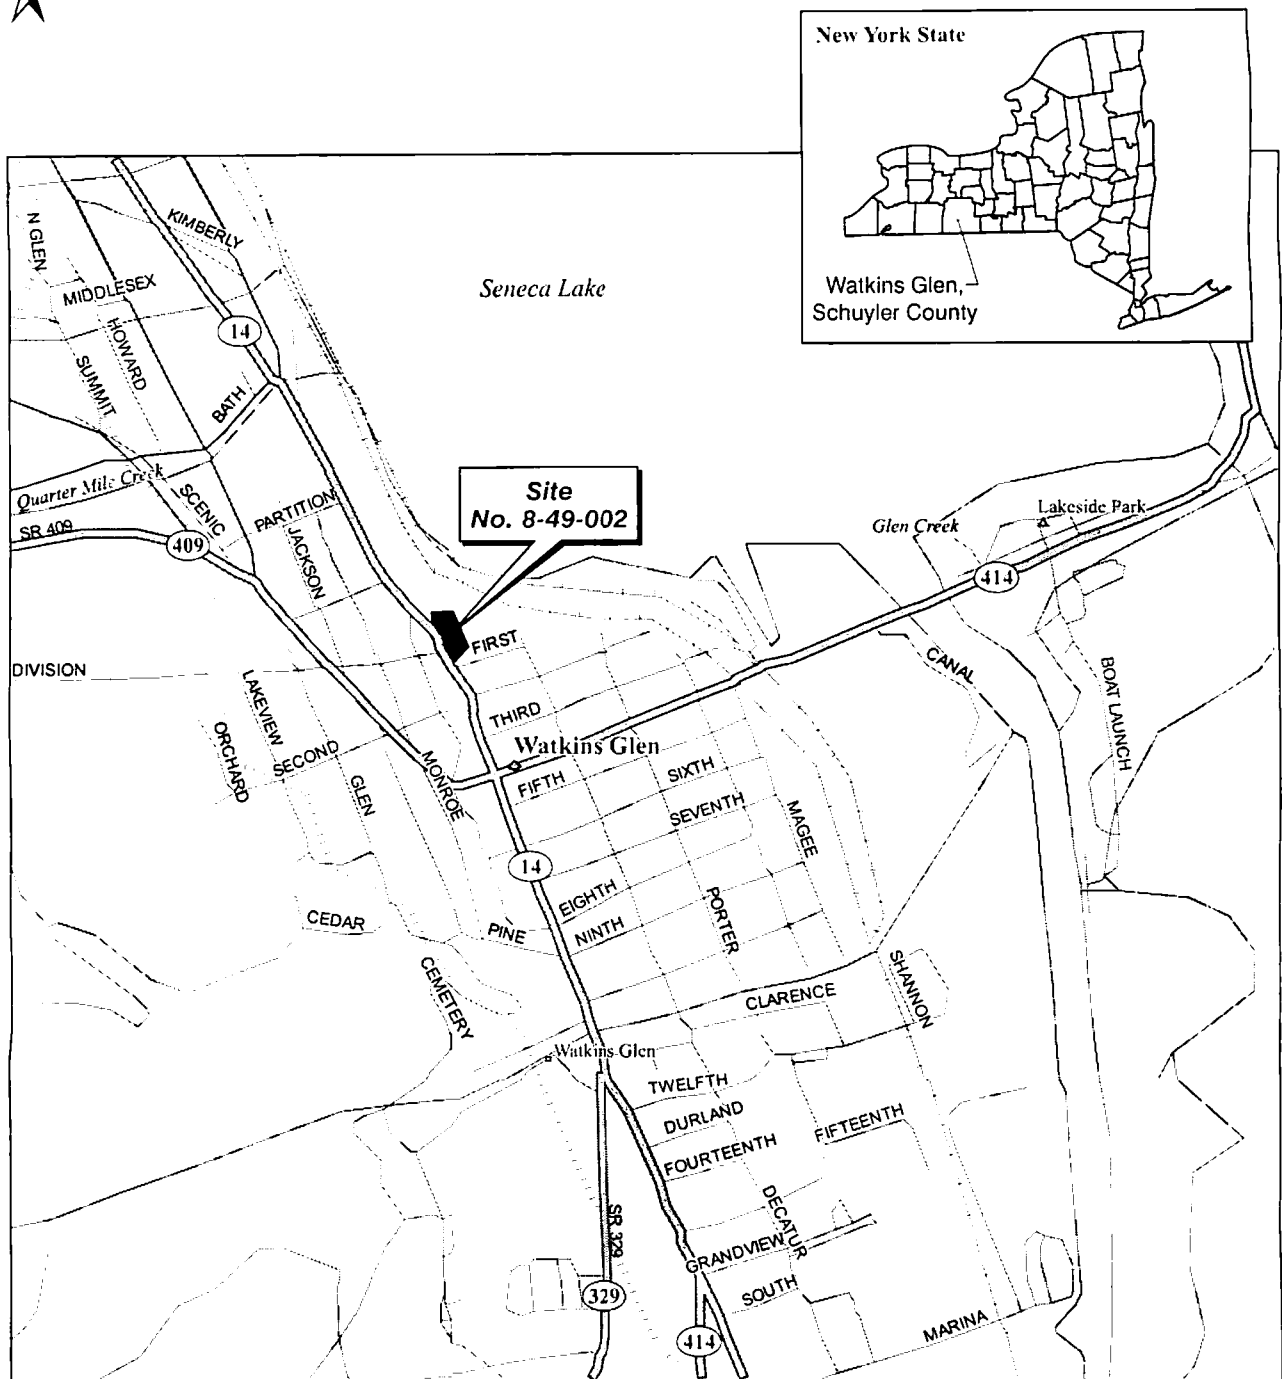 New York State
Watkins Glen,
Schuyler County
KIMBERLY
N GLEN
Seneca Lake
MIDDLESEX
14
HOWARD
SUMMIT
BATH
Quarter Mile Creek
SCENIC
PARTITION
Site
No. 8-49-002
SR 409
409
JACKSON
Glen Creek
Lakeside Park
414
FIRST
DIVISION
CANAL
BOAT LAUNCH
LAKEVIEW
ORCHARD
SECOND
THIRD
Watkins Glen
MONROE
GLEN
FIFTH
SIXTH
SEVENTH
MAGEE
14
EIGHTH
PORTER
CEDAR
PINE
NINTH
CEMETERY
SHANNON
CLARENCE
Watkins Glen
TWELFTH
DURLAND
FIFTEENTH
FOURTEENTH
DECATUR
SR 329
GRANDVIEW
SOUTH
329
MARINA
414